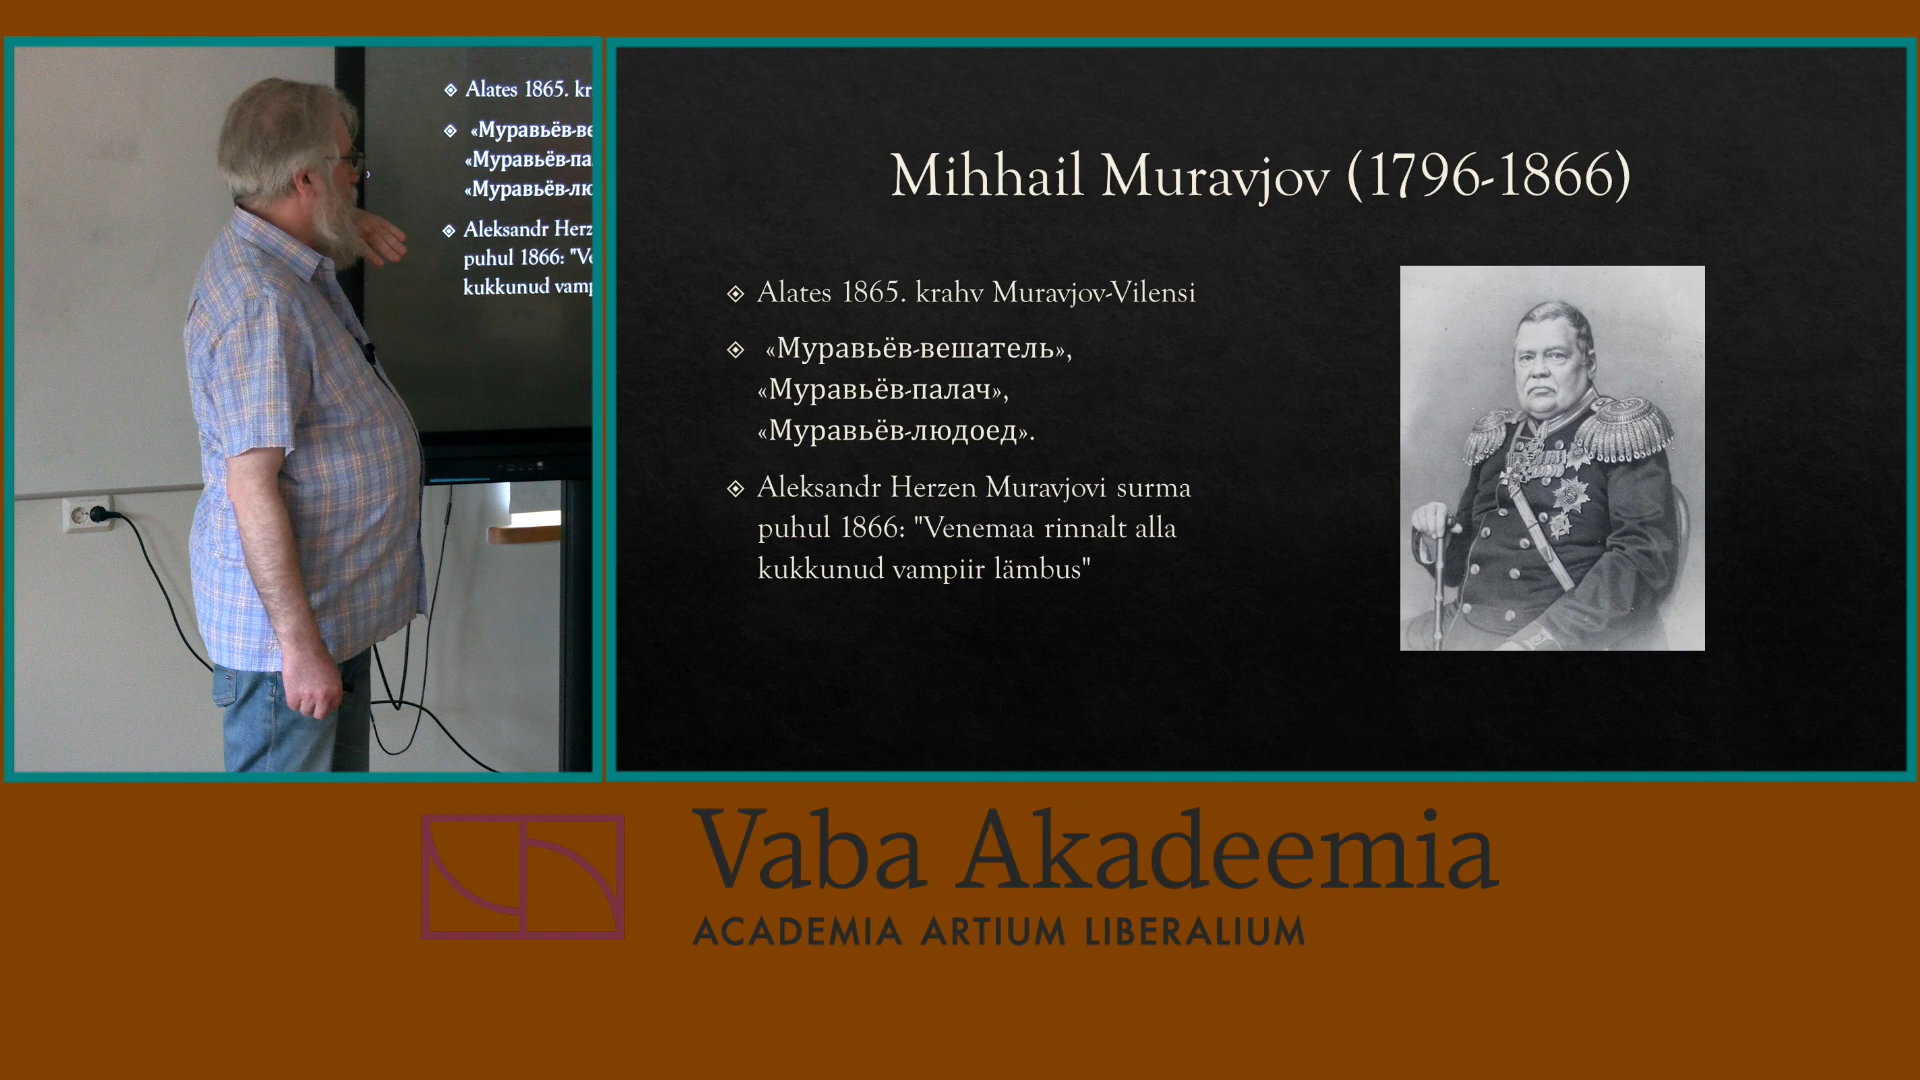 Alates 1865. kr
«Муравьёв-ве
«Муравьёв-па
«Муравьёв-лю
Aleksandr Herz
puhul 1866: "Ve
kukkunud vamp
Mihhail Muravjov (1796-1866)
Alates 1865. krahv Muravjov-Vilensi
«Муравьёв-вешатель»,
«Муравьёв-палач»,
«Муравьёв-людоед».
Aleksandr Herzen Muravjovi surma
puhul 1866: "Venemaa rinnalt alla
kukkunud vampiir lämbus"
Vaba Akadeemia
ACADEMIA ARTIUM LIBERALIUM